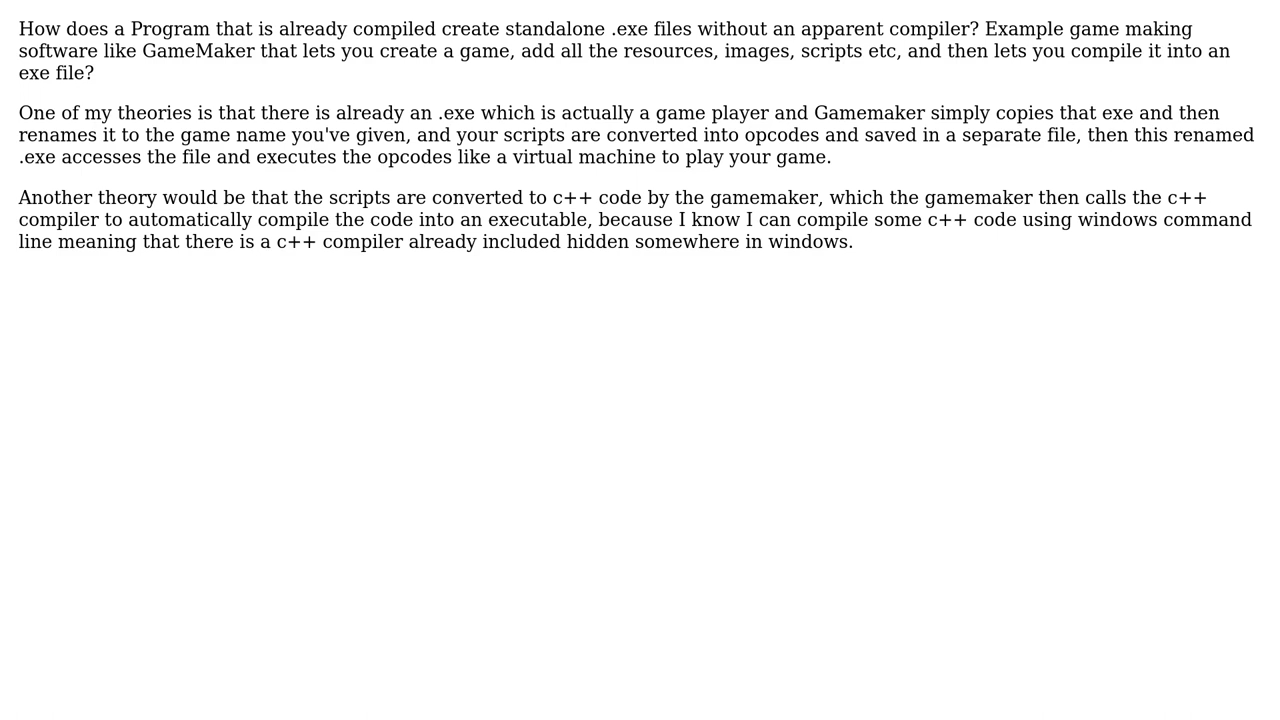 How does a Program that is already compiled create standalone .exe files without an apparent compiler? Example game making
software like GameMaker that lets you create a game, add all the resources, images, scripts etc, and then lets you compile it into an
exe file?
One of my theories is that there is already an .exe which is actually a game player and Gamemaker simply copies that exe and then
renames it to the game name you've given, and your scripts are converted into opcodes and saved in a separate file, then this renamed
.exe accesses the file and executes the opcodes like a virtual machine to play your game.
Another theory would be that the scripts are converted to c++ code by the gamemaker, which the gamemaker then calls the c++
compiler to automatically compile the code into an executable, because I know I can compile some c++ code using windows command
line meaning that there is a c++ compiler already included hidden somewhere in windows.